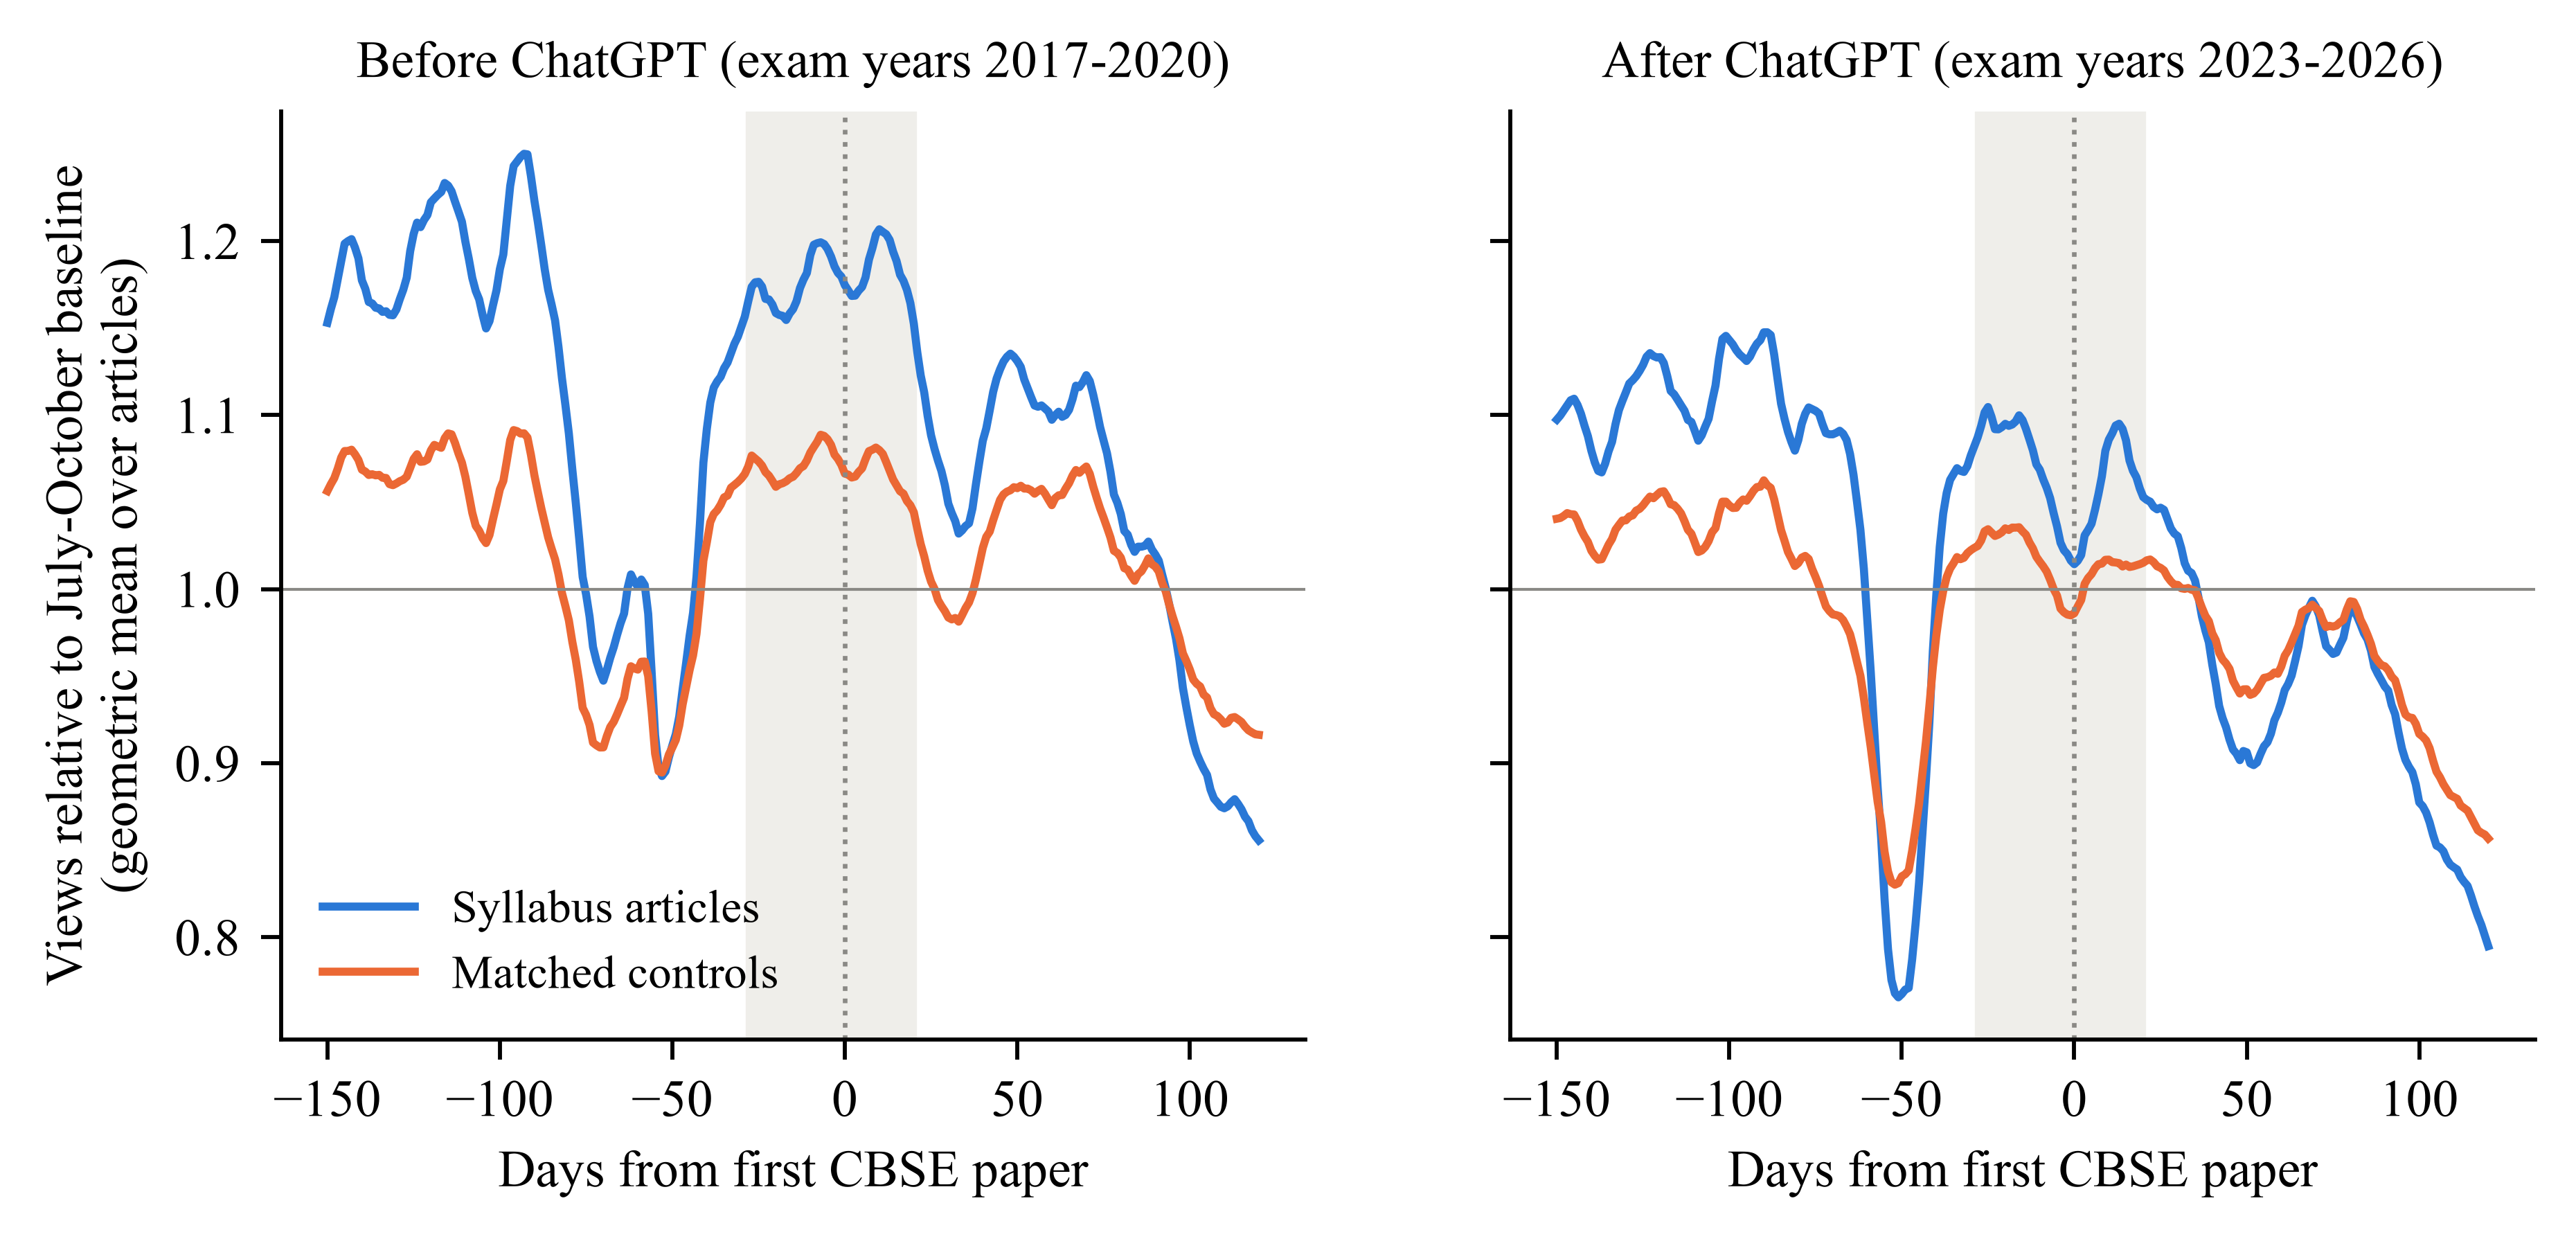 Before ChatGPT (exam years 2017-2020)
After ChatGPT (exam years 2023-2026)
Views relative to July-October baseline
(geometric mean over articles)
1.2
1.1
1.0
0.9
0.8
Syllabus articles
Matched controls
−150 −100 −50 0 50 100
−150 −100 −50 0 50 100
Days from first CBSE paper
Days from first CBSE paper